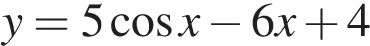 y = 5 cos x − 6x + 4